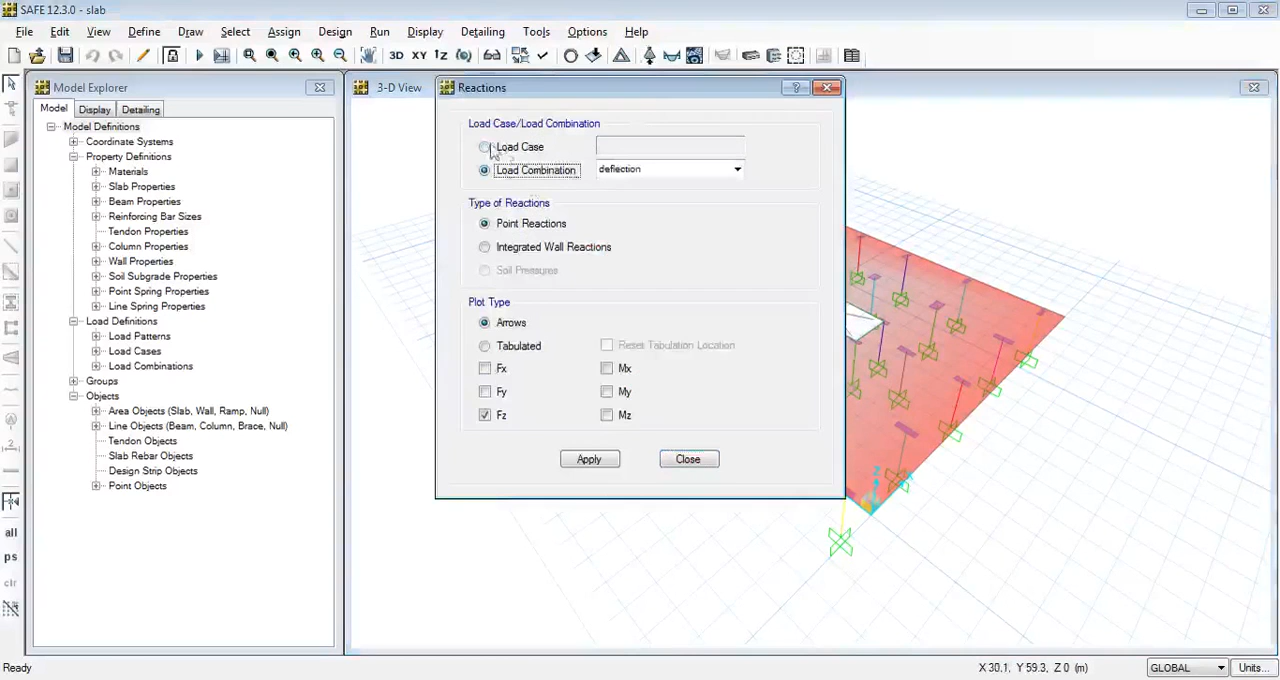 SAFE 12.3.0 - slab
File Edit View Define Draw Select Assign Design Run Display Detailing Tools Options Help
3D XY
Model Explorer
Model Display Detailing
Model Definitions
Coordinate Systems
Property Definitions
Materials
Slab Properties
Beam Properties
Reinforcing Bar Sizes
Tendon Properties
Column Properties
Wall Properties
Soil Subgrade Properties
Point Spring Properties
Line Spring Properties
Load Definitions
Load Patterns
Load Cases
Load Combinations
Groups
Objects
Area Objects (Slab, Wall, Ramp, Null)
Line Objects (Beam, Column, Brace, Null)
Tendon Objects
Slab Rebar Objects
Design Strip Objects
Point Objects
all
ps
clr
3-D View
Reactions
Load Case/Load Combination
Load Case
Load Combination deflection
Type of Reactions
Point Reactions
Integrated Wall Reactions
Soil Pressures
Plot Type
Arrows
Tabulated Reset Tabulation Location
Fx Mx
Fy My
Fz Mz
Apply Close
Z
Ready X 30.1, Y 59.3, Z 0 (m) GLOBAL Units...